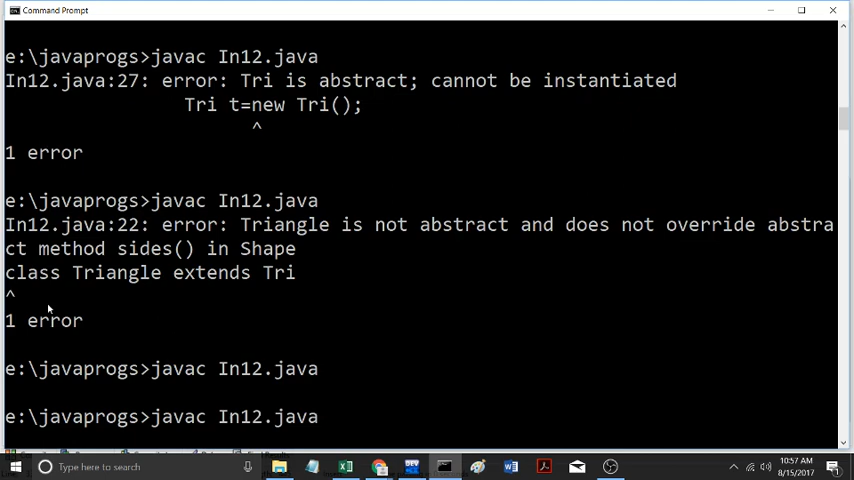 Command Prompt
e:\javaprogs>javac In12.java
In12.java:27: error: Tri is abstract; cannot be instantiated
Tri t=new Tri();
^
1 error
e:\javaprogs>javac In12.java
In12.java:22: error: Triangle is not abstract and does not override abstra
ct method sides() in Shape
class Triangle extends Tri
^
1 error
e:\javaprogs>javac In12.java
e:\javaprogs>javac In12.java
Type here to search
10:57 AM
8/15/2017